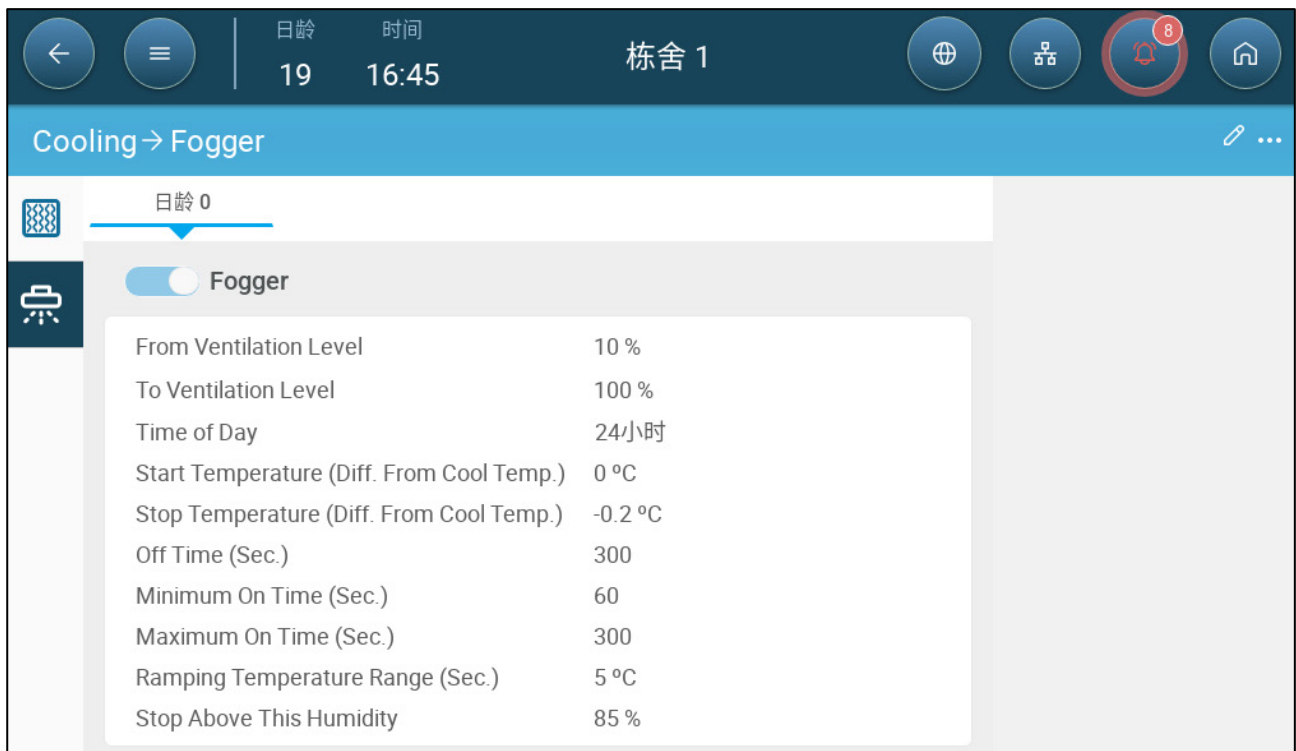 日龄 时间 栋舍 1 8
19 16:45
Cooling→Fogger
日龄 0
Fogger
From Ventilation Level 10 %
To Ventilation Level 100 %
Time of Day 24小时
Start Temperature (Diff. From Cool Temp.) 0 ºC
Stop Temperature (Diff. From Cool Temp.) -0.2 ºC
Off Time (Sec.) 300
Minimum On Time (Sec.) 60
Maximum On Time (Sec.) 300
Ramping Temperature Range (Sec.) 5 ºC
Stop Above This Humidity 85 %